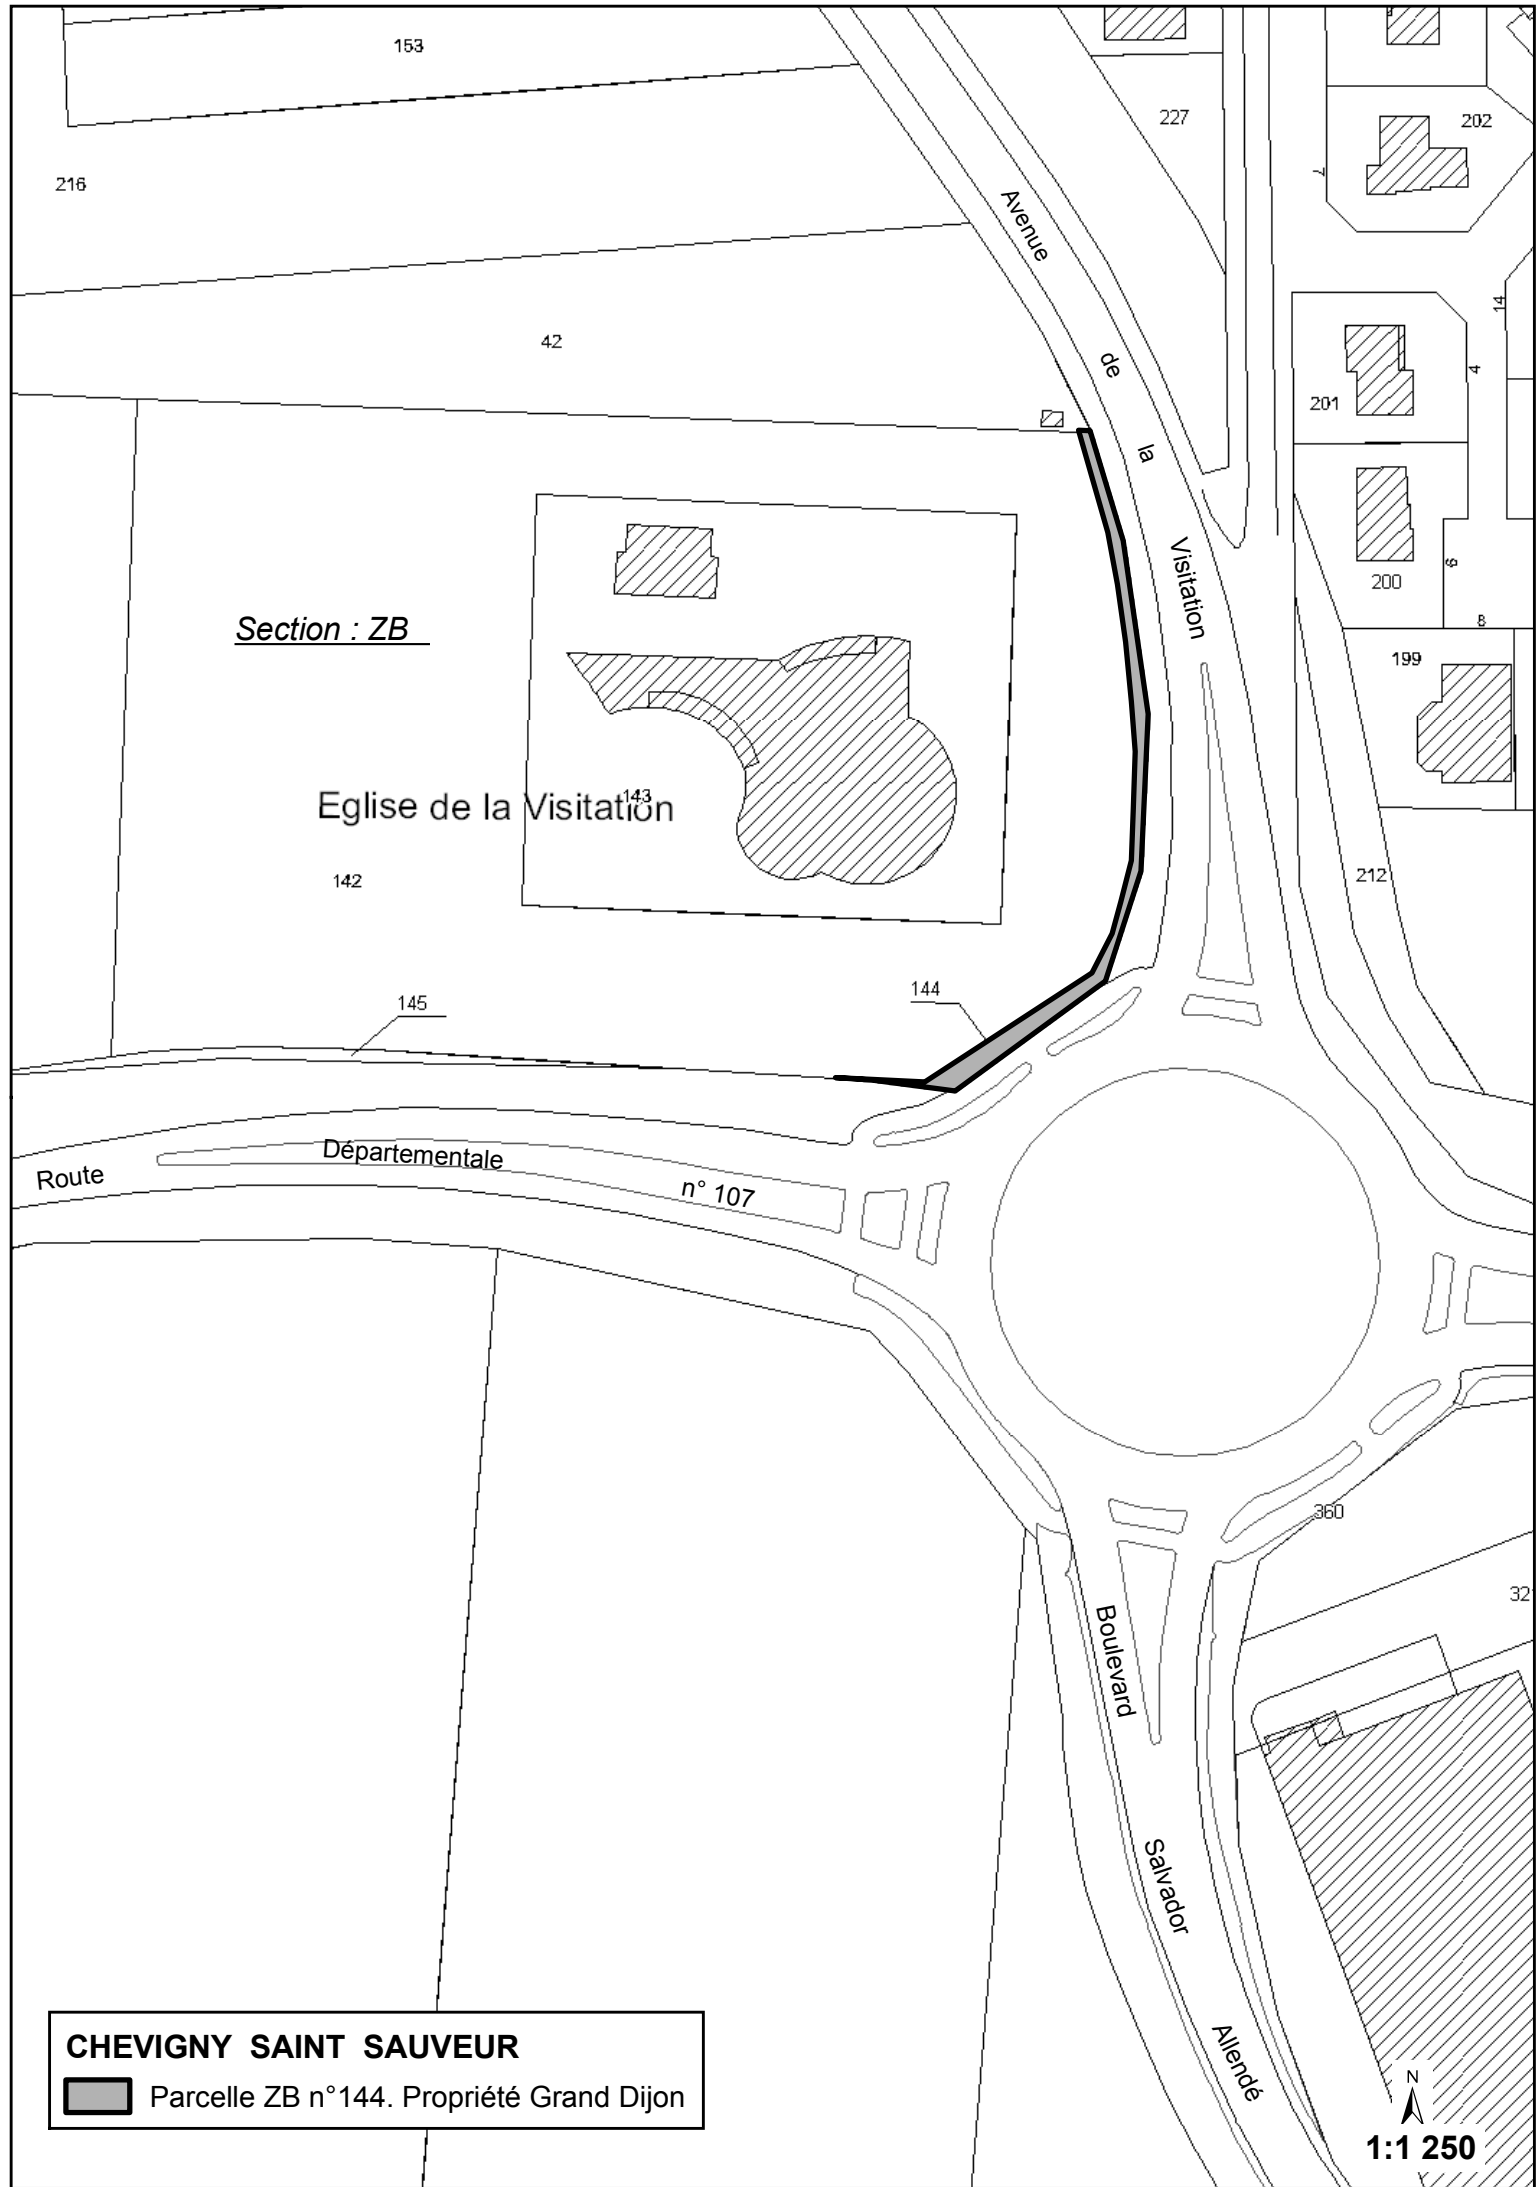 153
227
202
7
216
Avenue
de
la
Visitation
42
14
4
201
200
6
8
199
Section : ZB
Eglise de la Visitation
143
142
212
145
144
Route
Départementale
n° 107
360
32
Boulevard
Salvador
Allendé
CHEVIGNY SAINT SAUVEUR
Parcelle ZB n°144. Propriété Grand Dijon
N
1:1 250